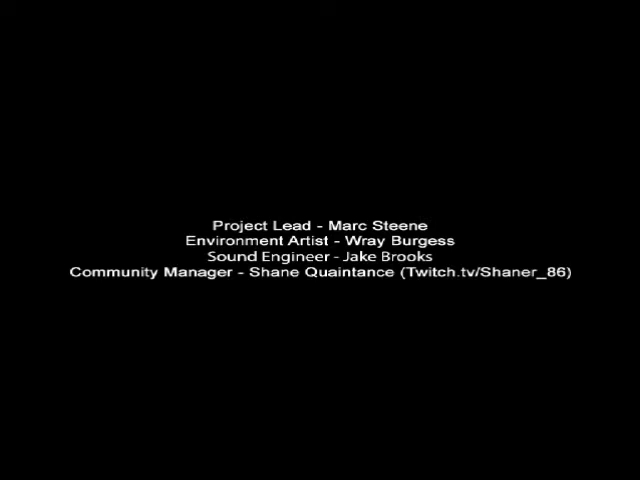 Project Lead - Marc Steene
Environment Artist - Wray Burgess
Sound Engineer - Jake Brooks
Community Manager - Shane Quaintance (Twitch.tv/Shaner_86)